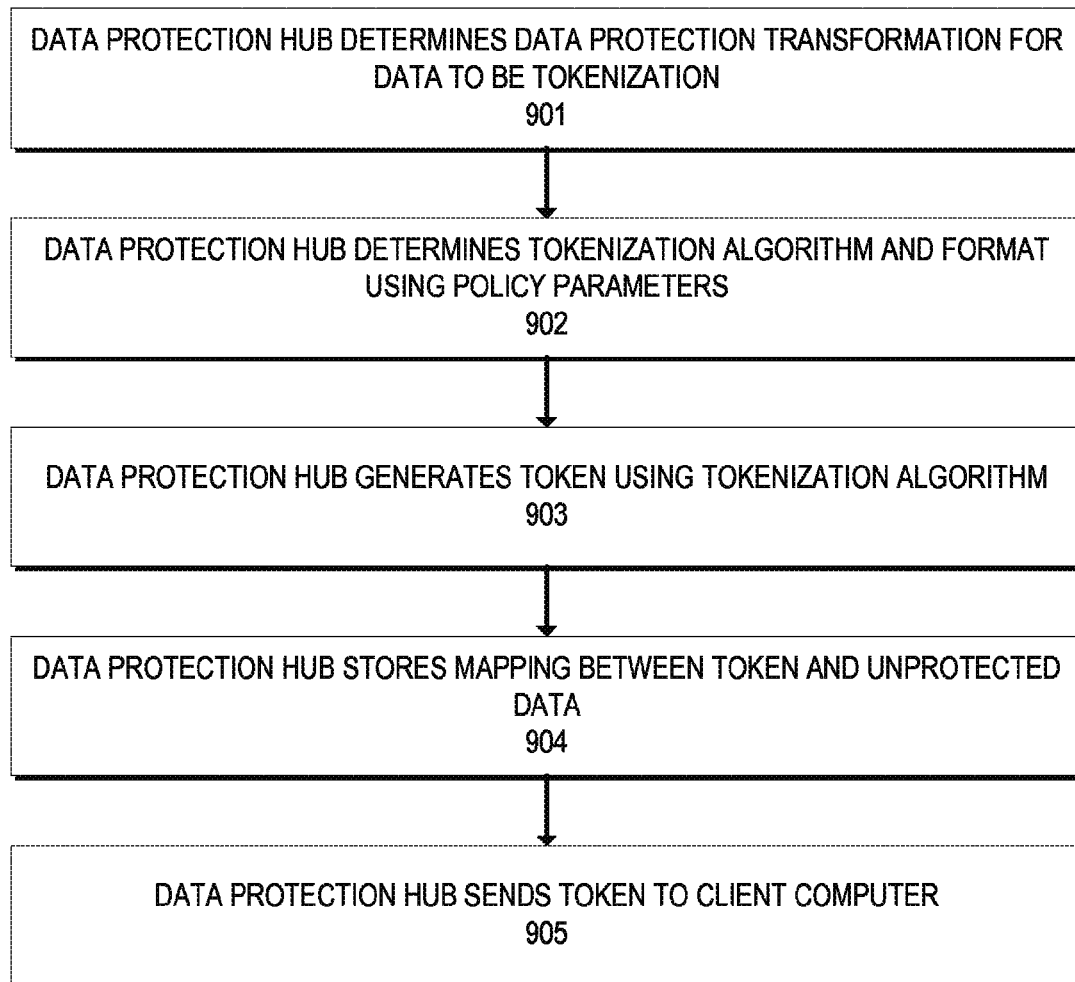 DATA PROTECTION HUB DETERMINES DATA PROTECTION TRANSFORMATION FOR
DATA TO BE TOKENIZATION
901
DATA PROTECTION HUB DETERMINES TOKENIZATION ALGORITHM AND FORMAT
USING POLICY PARAMETERS
902
DATA PROTECTION HUB GENERATES TOKEN USING TOKENIZATION ALGORITHM
903
DATA PROTECTION HUB STORES MAPPING BETWEEN TOKEN AND UNPROTECTED
DATA
904
DATA PROTECTION HUB SENDS TOKEN TO CLIENT COMPUTER
905